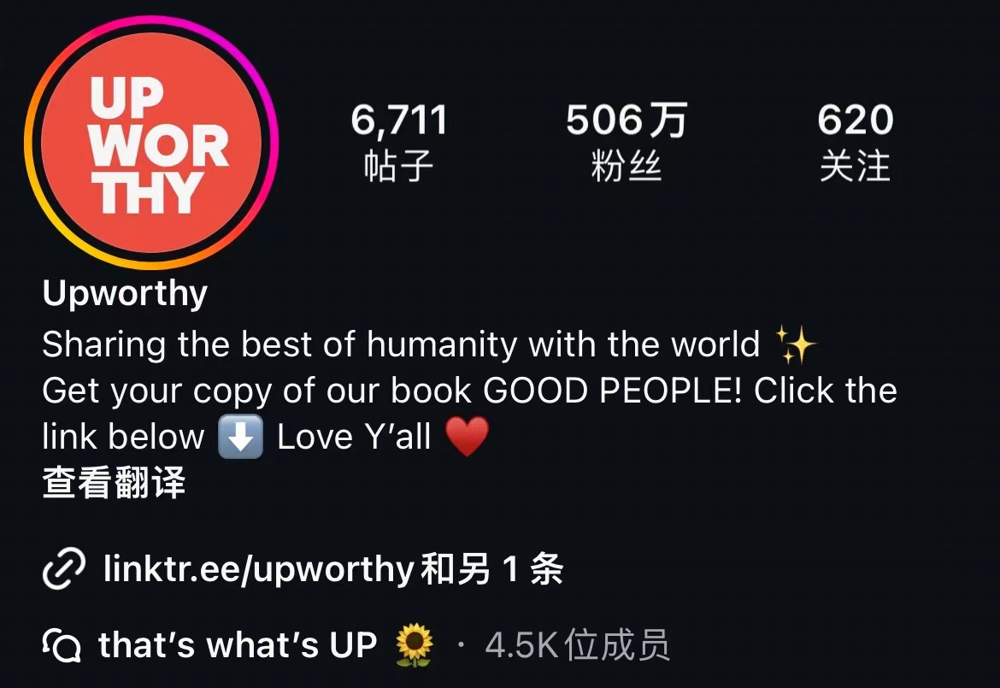 UP
WOR
THY
6,711 506万 620
帖子 粉丝 关注
Upworthy
Sharing the best of humanity with the world ✨
Get your copy of our book GOOD PEOPLE! Click the
link below ⬇️ Love Y’all ♥️
查看翻译
linktr.ee/upworthy和另 1 条
that’s what’s UP 🌻 · 4.5K位成员